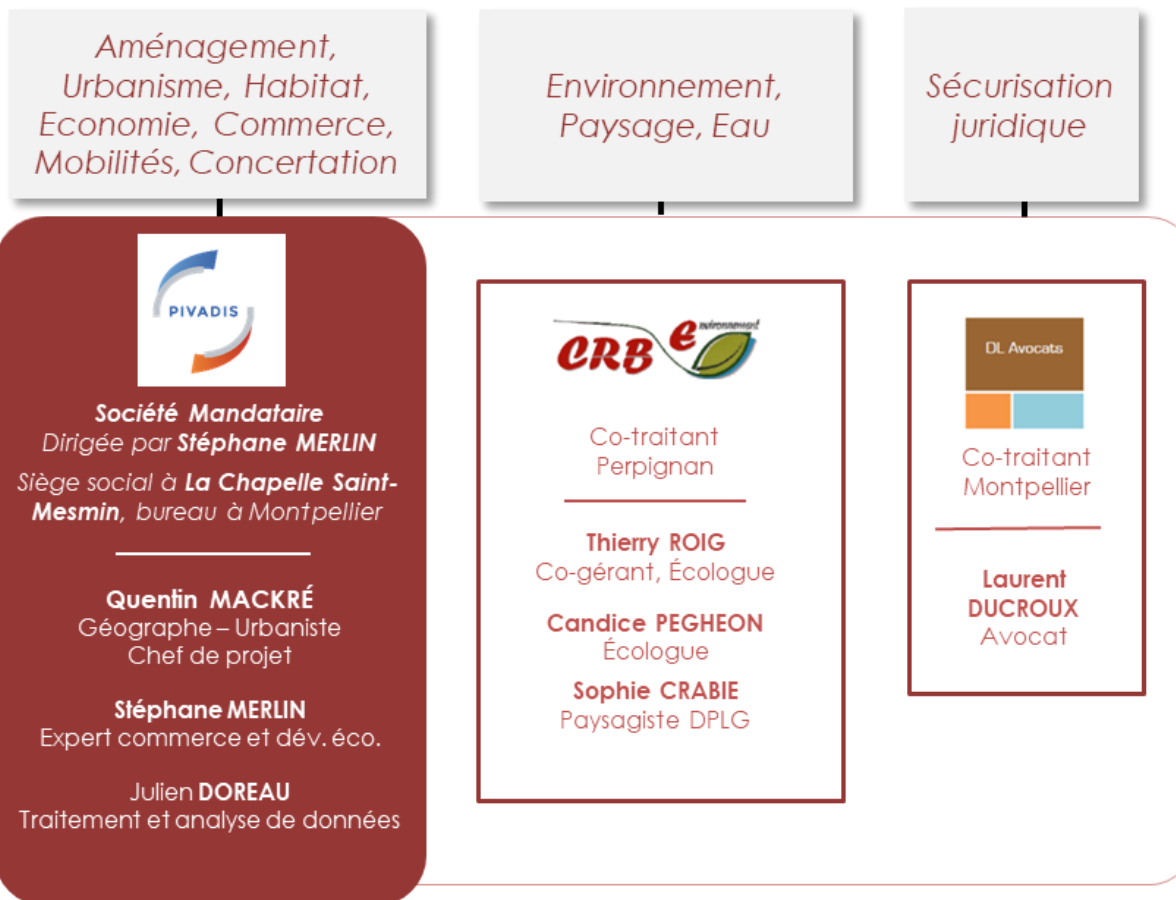 Aménagement,
Urbanisme, Habitat,
Economie, Commerce,
Mobilités, Concertation
Environnement,
Paysage, Eau
Sécurisation
juridique
PIVADIS
Société Mandataire
Dirigée par Stéphane MERLIN
Siège social à La Chapelle Saint-
Mesmin, bureau à Montpellier
Quentin MACKRÉ
Géographe – Urbaniste
Chef de projet
Stéphane MERLIN
Expert commerce et dév. éco.
Julien DOREAU
Traitement et analyse de données
CRB environnement
Co-traitant
Perpignan
Thierry ROIG
Co-gérant, Écologue
Candice PEGHEON
Écologue
Sophie CRABIE
Paysagiste DPLG
DL Avocats
Co-traitant
Montpellier
Laurent
DUCROUX
Avocat